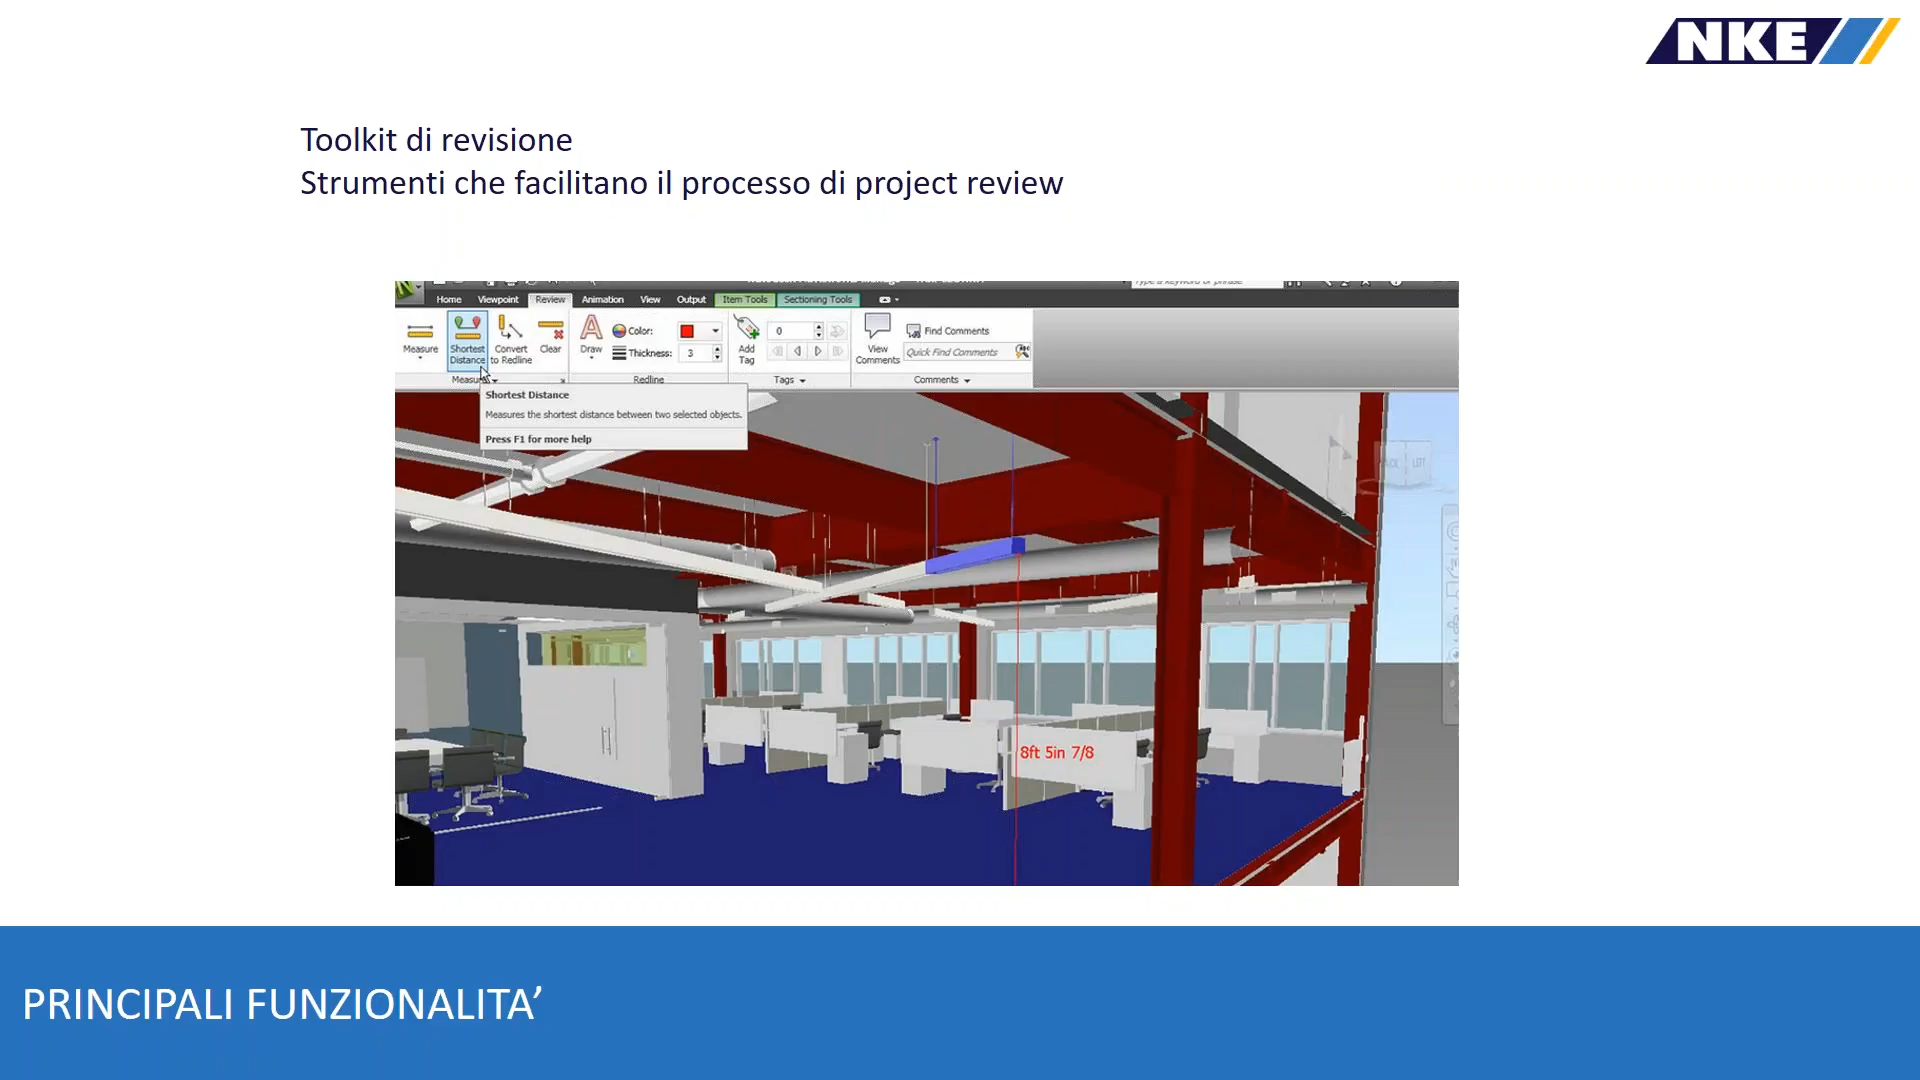 NKE
Toolkit di revisione
Strumenti che facilitano il processo di project review
Home Viewpoint Review Animation View Output Item Tools Sectioning Tools
Measure
Shortest Distance
Convert to Redline
Clear
Draw
Color:
Thickness: 3
Add Tag
0
View Comments
Find Comments
Quick Find Comments
Redline
Tags
Comments
Shortest Distance
Measures the shortest distance between two selected objects.
Press F1 for more help
LEFT
8ft 5in 7/8
PRINCIPALI FUNZIONALITA’